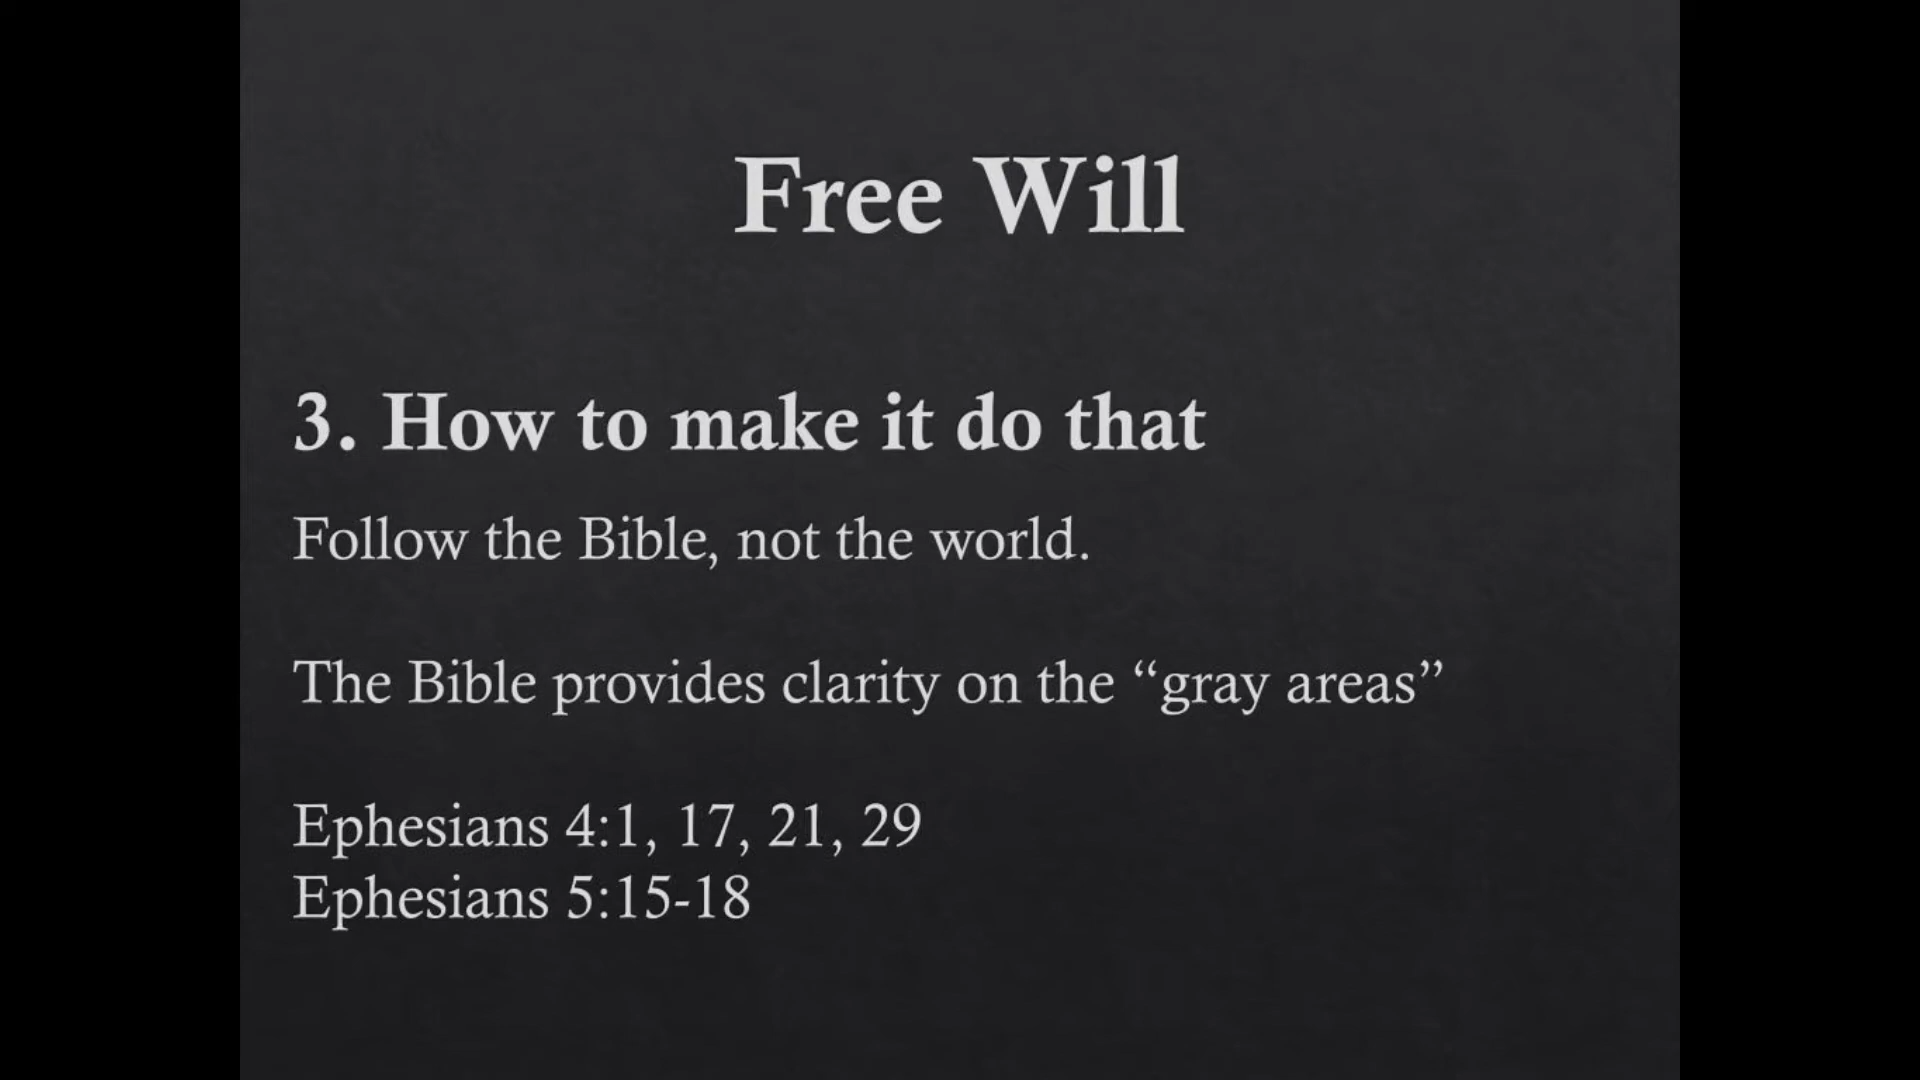 Free Will
3. How to make it do that
Follow the Bible, not the world.
The Bible provides clarity on the “gray areas”
Ephesians 4:1, 17, 21, 29
Ephesians 5:15-18